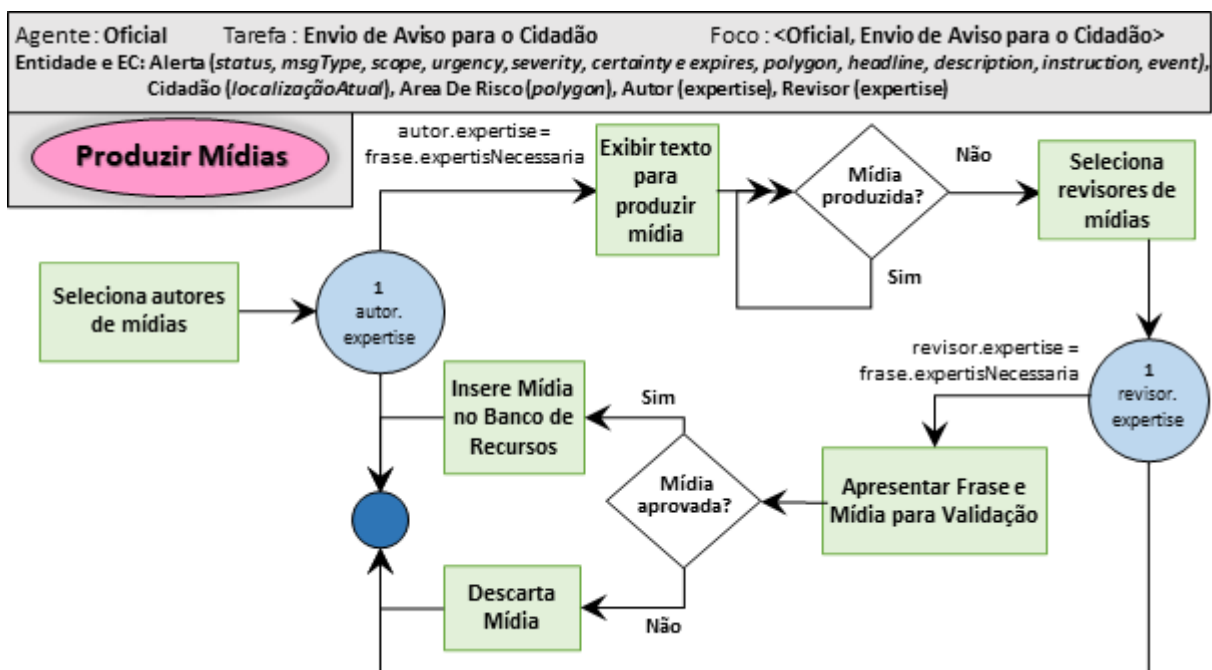 Agente: Oficial Tarefa : Envio de Aviso para o Cidadão Foco : <Oficial, Envio de Aviso para o Cidadão>
Entidade e EC: Alerta (status, msgType, scope, urgency, severity, certainty e expires, polygon, headline, description, instruction, event),
Cidadão (localizaçãoAtual), Area De Risco (polygon), Autor (expertise), Revisor (expertise)
Produzir Mídias
autor.expertise =
frase.expertisNecessaria
Exibir texto
para
produzir
mídia
Mídia
produzida?
Não
Sim
Seleciona
revisores de
mídias
Seleciona autores
de mídias
1
autor.
expertise
revisor.expertise =
frase.expertisNecessaria
1
revisor.
expertise
Insere Mídia
no Banco de
Recursos
Sim
Mídia
aprovada?
Apresentar Frase e
Mídia para Validação
Descarta
Mídia
Não